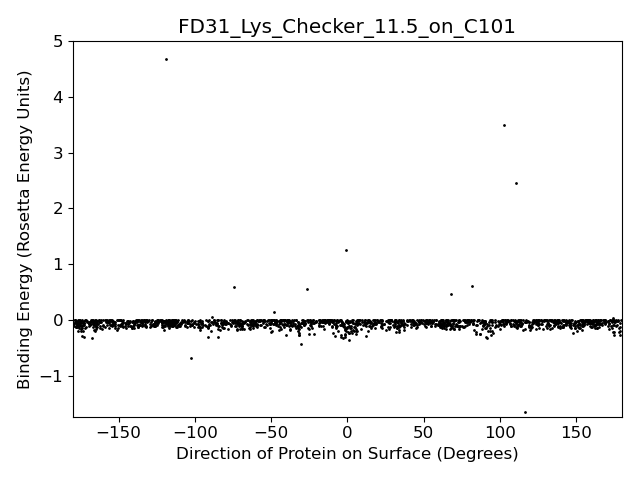 FD31_Lys_Checker_11.5_on_C101
Binding Energy (Rosetta Energy Units)
5
4
3
2
1
0
−1
−150 −100 −50 0 50 100 150
Direction of Protein on Surface (Degrees)